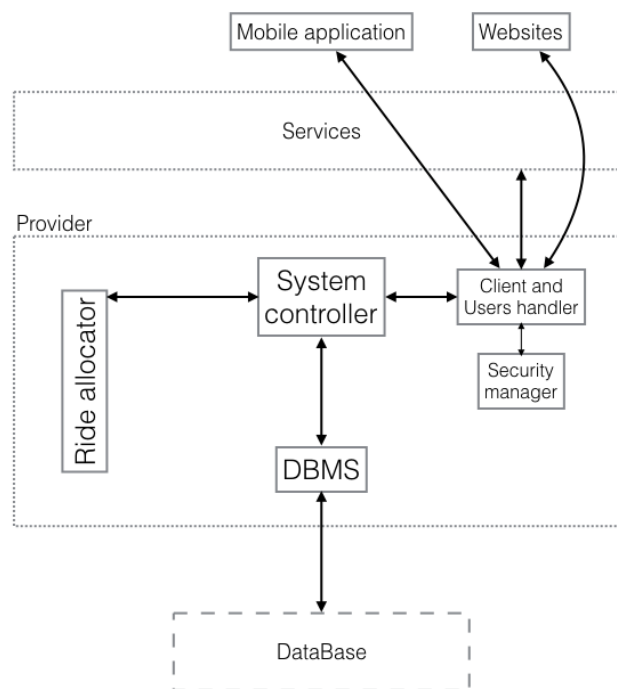 Mobile application
Websites
Services
Provider
System
controller
Client and
Users handler
Ride allocator
Security
manager
DBMS
DataBase